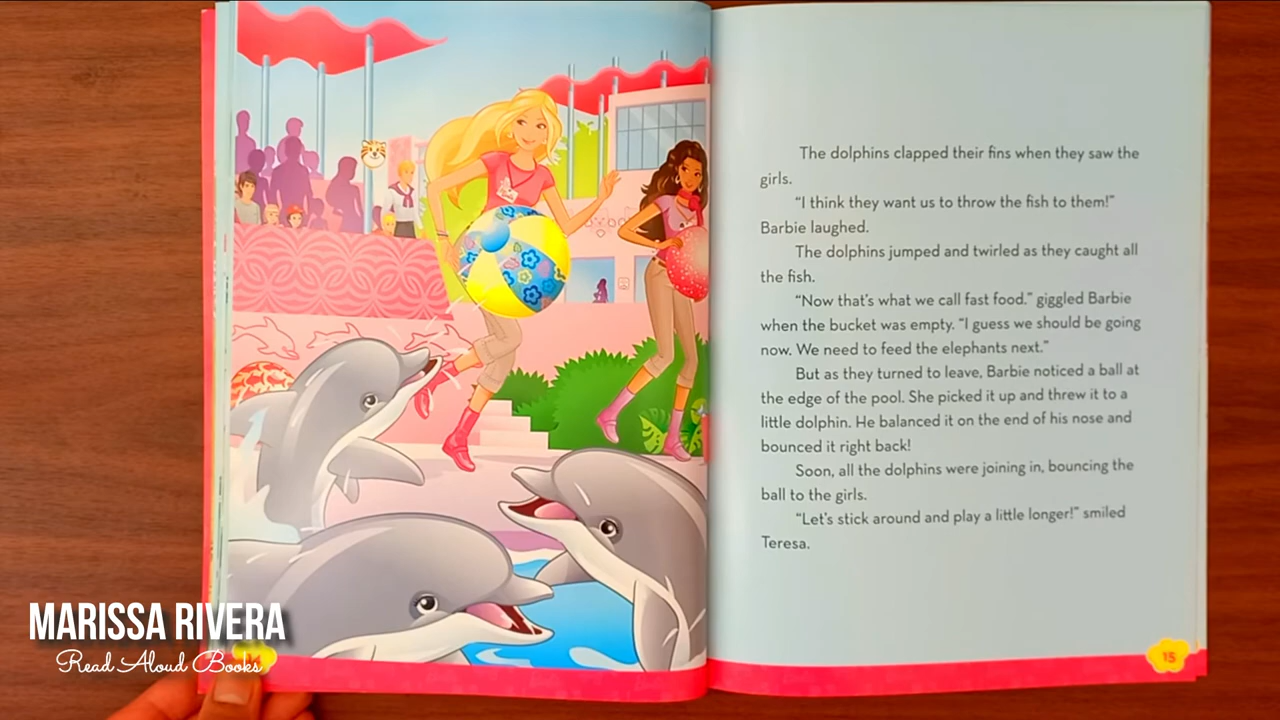 The dolphins clapped their fins when they saw the
girls.
“I think they want us to throw the fish to them!”
Barbie laughed.
The dolphins jumped and twirled as they caught all
the fish.
“Now that’s what we call fast food.” giggled Barbie
when the bucket was empty. “I guess we should be going
now. We need to feed the elephants next.”
But as they turned to leave, Barbie noticed a ball at
the edge of the pool. She picked it up and threw it to a
little dolphin. He balanced it on the end of his nose and
bounced it right back!
Soon, all the dolphins were joining in, bouncing the
ball to the girls.
“Let’s stick around and play a little longer!” smiled
Teresa.
15
MARISSA RIVERA
Read Aloud Books